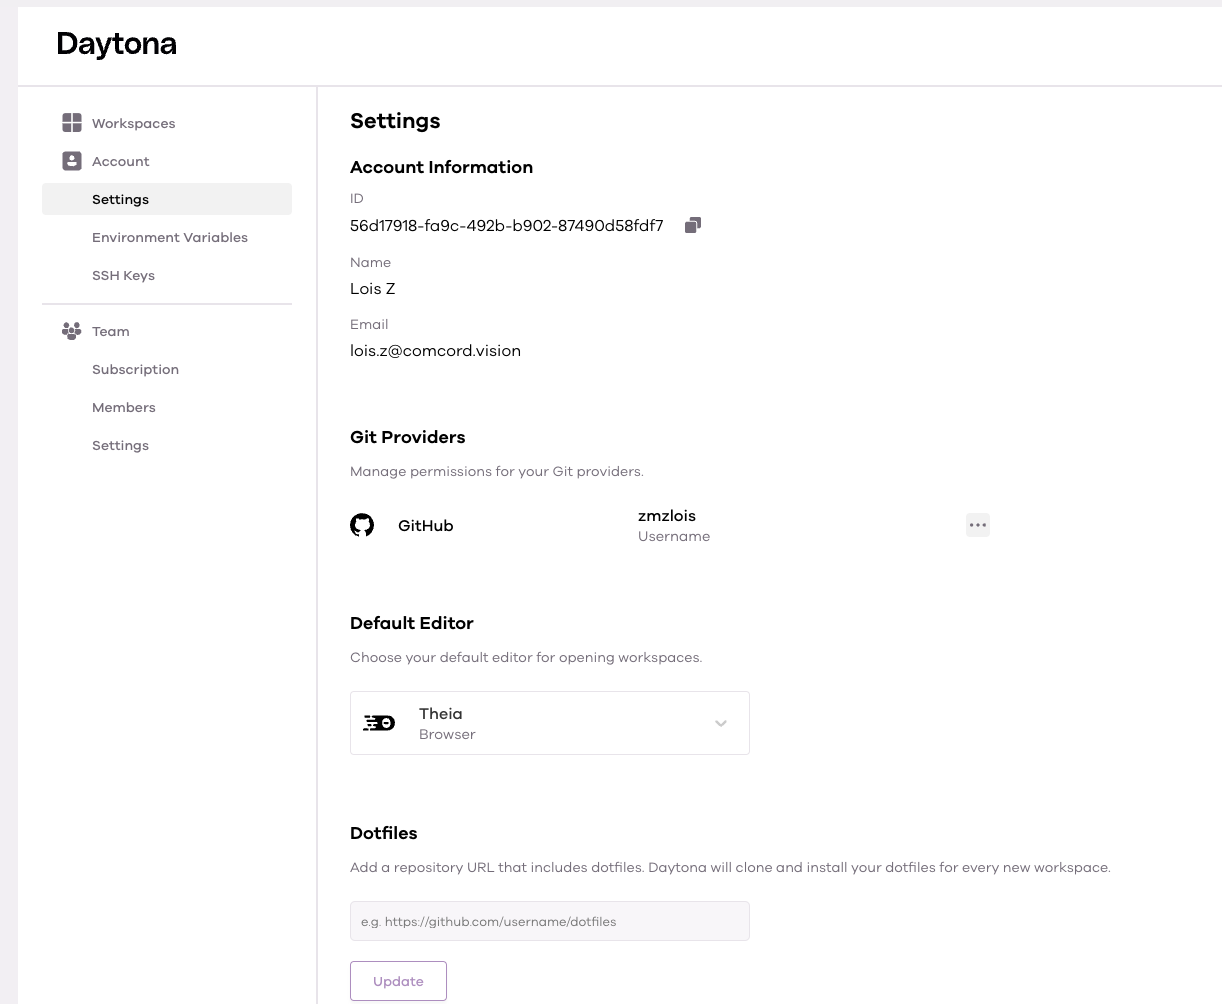 Daytona
Workspaces
Account
Settings
Environment Variables
SSH Keys
Team
Subscription
Members
Settings
Settings
Account Information
ID
56d17918-fa9c-492b-b902-87490d58fdf7
Name
Lois Z
Email
lois.z@comcord.vision
Git Providers
Manage permissions for your Git providers.
GitHub
zmzlois
Username
Default Editor
Choose your default editor for opening workspaces.
Theia
Browser
Dotfiles
Add a repository URL that includes dotfiles. Daytona will clone and install your dotfiles for every new workspace.
e.g. https://github.com/username/dotfiles
Update